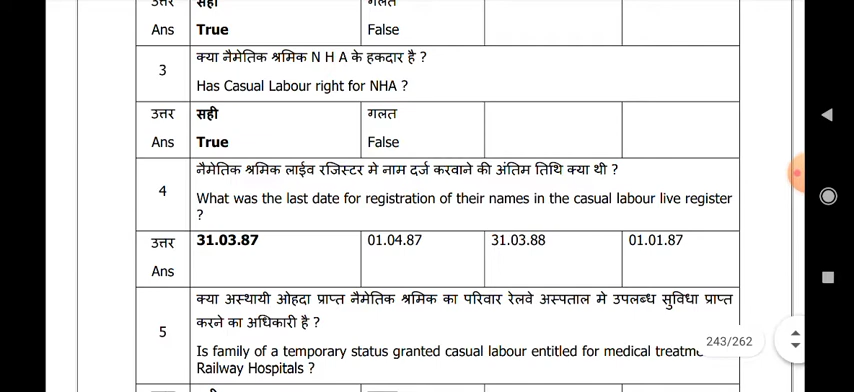 उत्तर सही गलत
Ans True False
3 क्या नैमेतिक श्रमिक N H A के हकदार है ?
Has Casual Labour right for NHA ?
उत्तर सही गलत
Ans True False
4 नैमेतिक श्रमिक लाईव रजिस्टर मे नाम दर्ज करवाने की अंतिम तिथि क्या थी ?
What was the last date for registration of their names in the casual labour live register
?
उत्तर 31.03.87 01.04.87 31.03.88 01.01.87
Ans
5 क्या अस्थायी ओहदा प्राप्त नैमेतिक श्रमिक का परिवार रेलवे अस्पताल मे उपलब्ध सुविधा प्राप्त
करने का अधिकारी है ?
Is family of a temporary status granted casual labour entitled for medical
Railway Hospitals ?
243/262